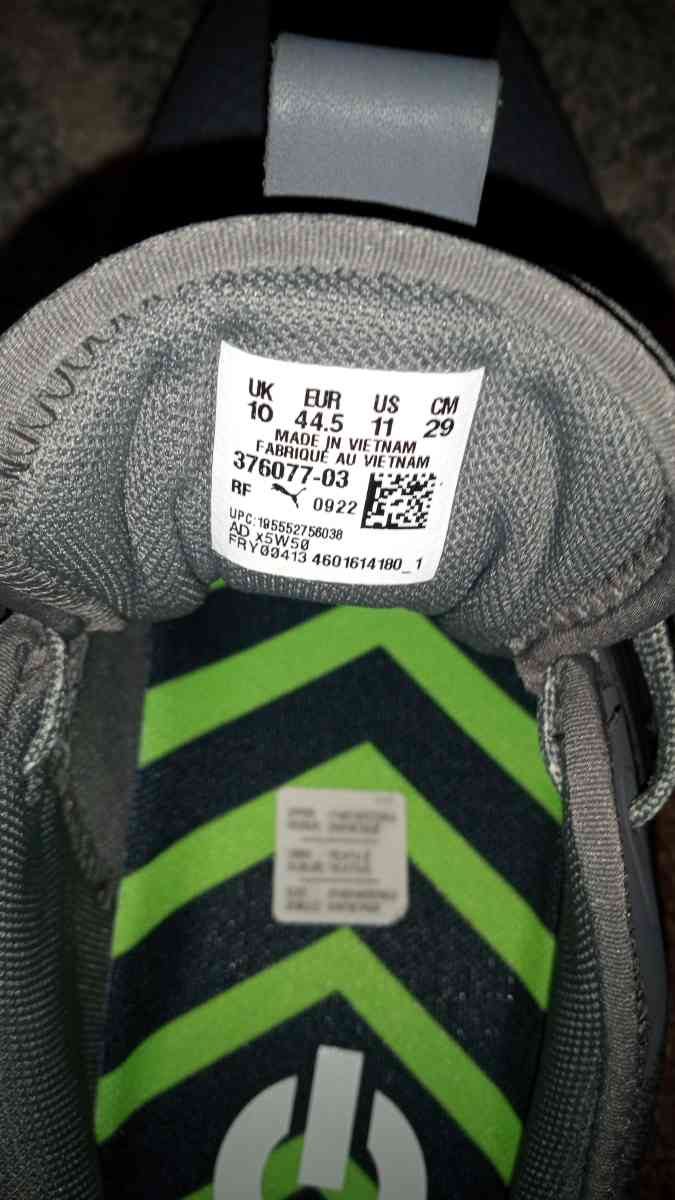 UK EUR US CM
10 44.5 11 29
MADE IN VIETNAM
FABRIQUÉ AU VIETNAM
376077-03
RF 0922
UPC:195552756038
AD X5W50
FRY00413 4601614180_1